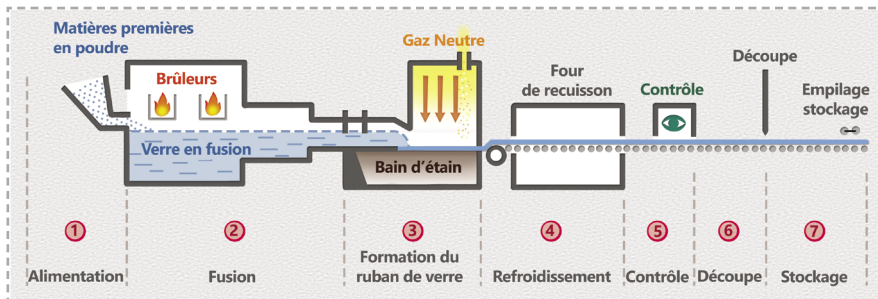 Matières premières
en poudre
Brûleurs
Verre en fusion
Gaz Neutre
Bain d'étain
Four
de recuisson
Contrôle
Découpe
Empilage
stockage
1
2
3
4
5
6
7
Alimentation
Fusion
Formation du
ruban de verre
Refroidissement
Contrôle
Découpe
Stockage